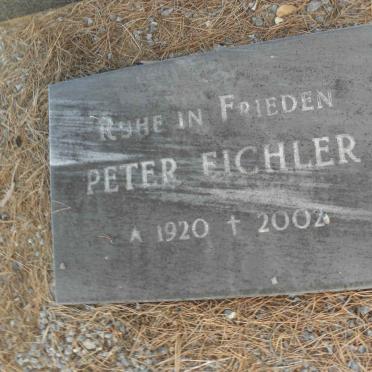 RUHE IN FRIEDEN
PETER EICHLER
* 1920 † 2002